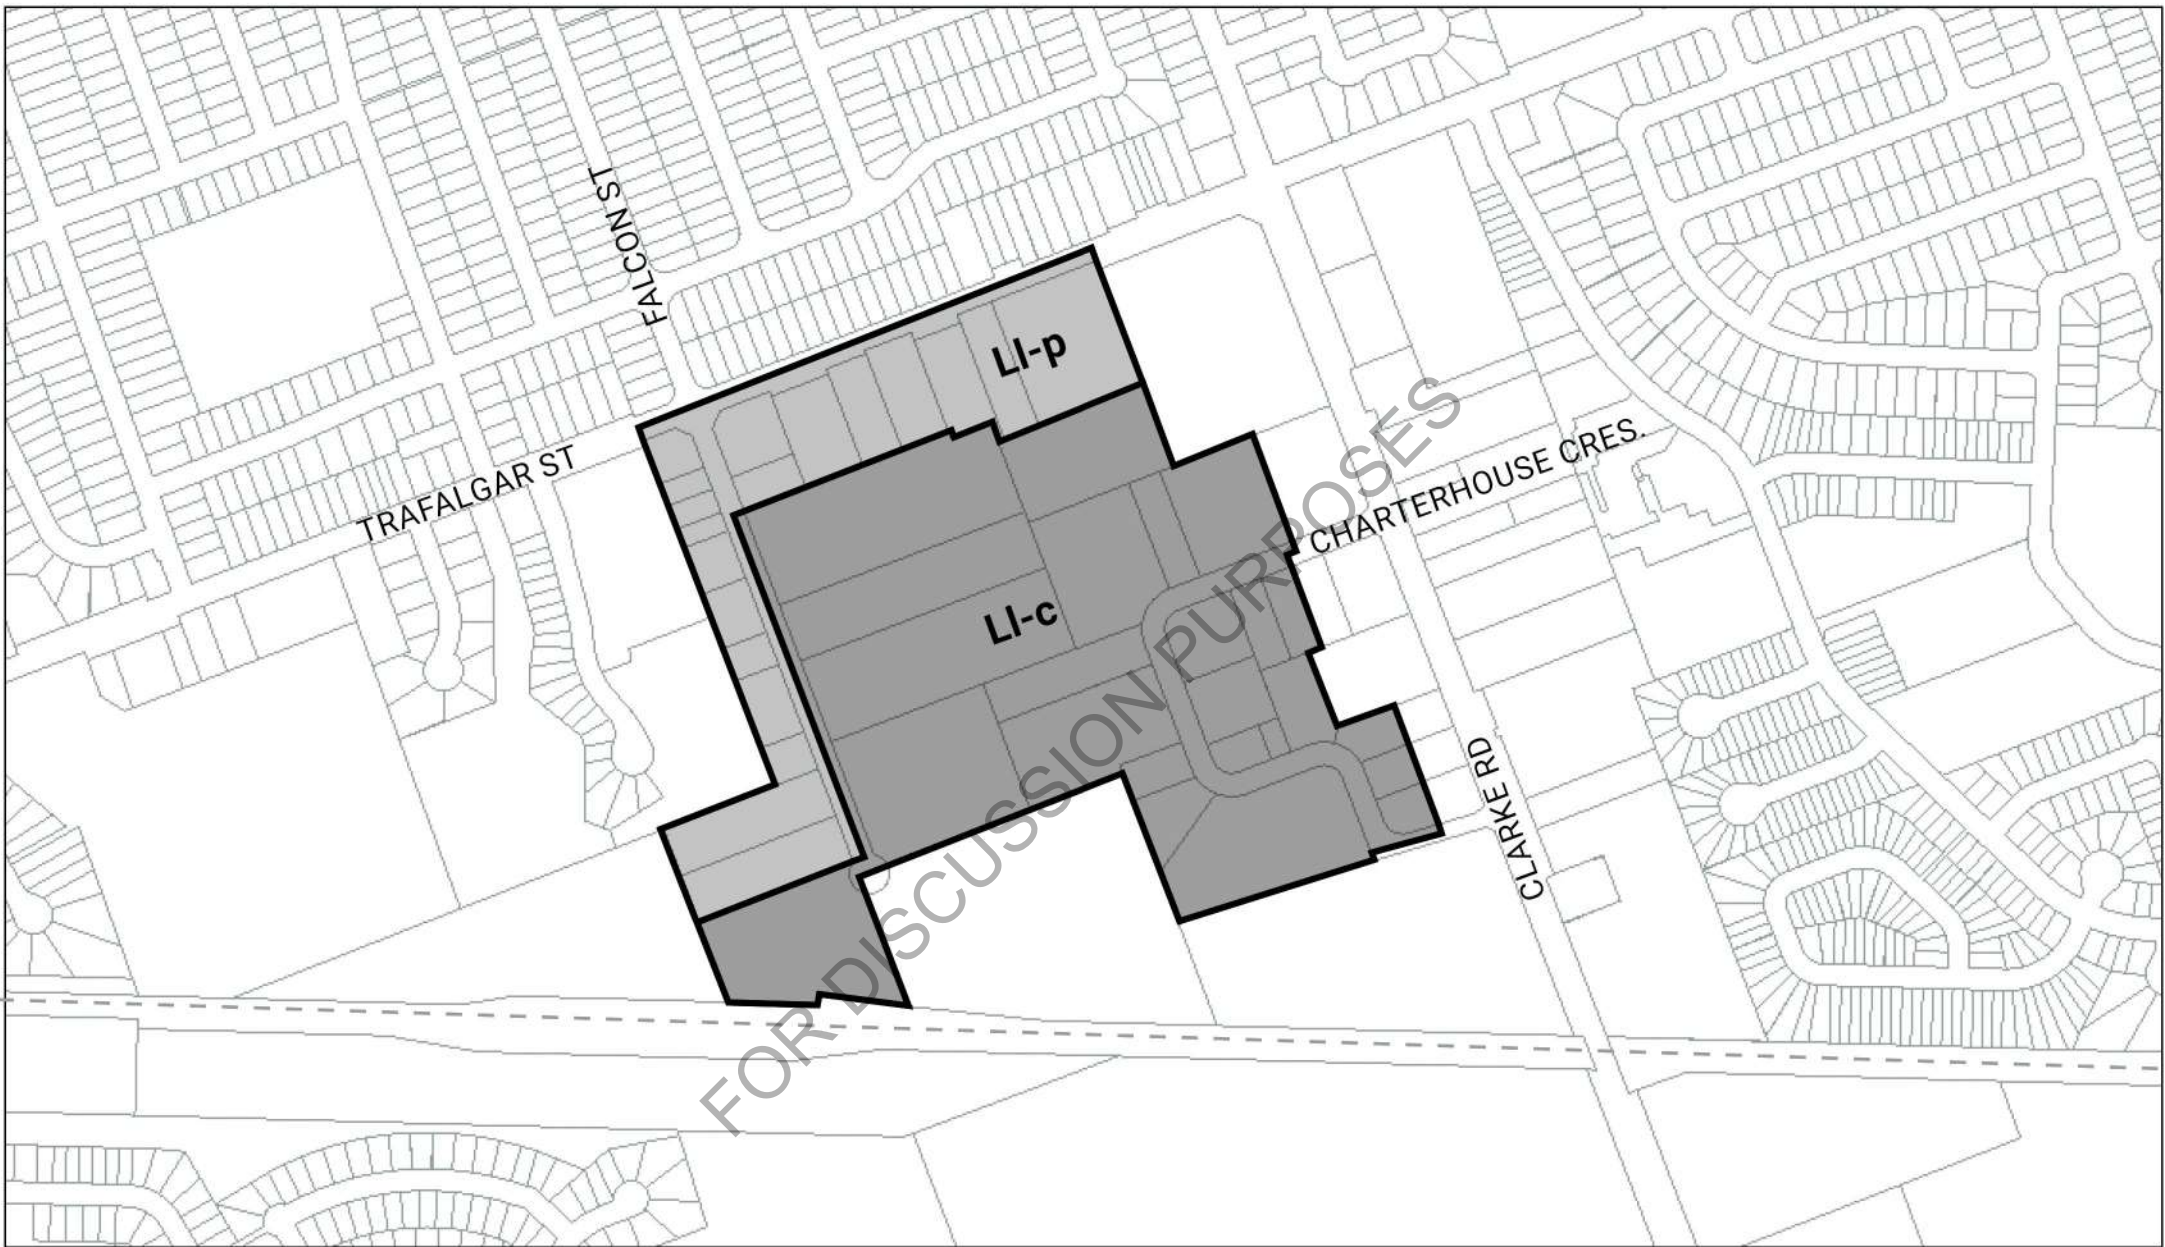 FALCON ST
LI-p
TRAFALGAR ST
CHARTERHOUSE CRES.
LI-c
CLARKE RD
FOR DISCUSSION PURPOSES